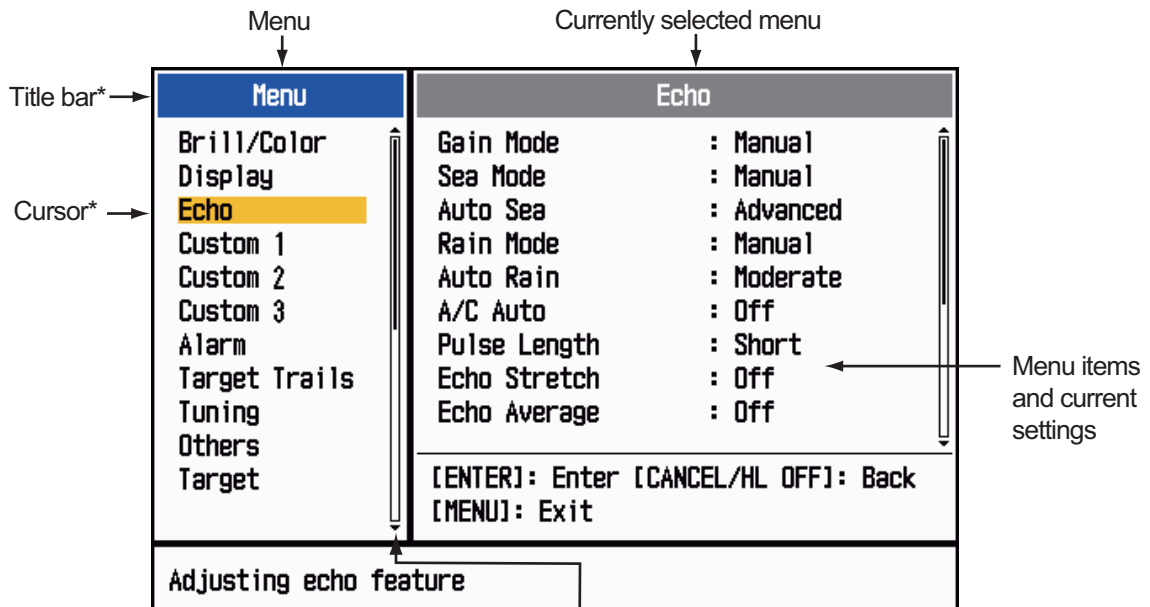 Menu
Currently selected menu
Title bar*
Menu
Echo
Cursor*
Brill/Color
Display
Echo
Custom 1
Custom 2
Custom 3
Alarm
Target Trails
Tuning
Others
Target
Gain Mode : Manual
Sea Mode : Manual
Auto Sea : Advanced
Rain Mode : Manual
Auto Rain : Moderate
A/C Auto : Off
Pulse Length : Short
Echo Stretch : Off
Echo Average : Off
Menu items
and current
settings
[ENTER]: Enter [CANCEL/HL OFF]: Back
[MENU]: Exit
Adjusting echo feature